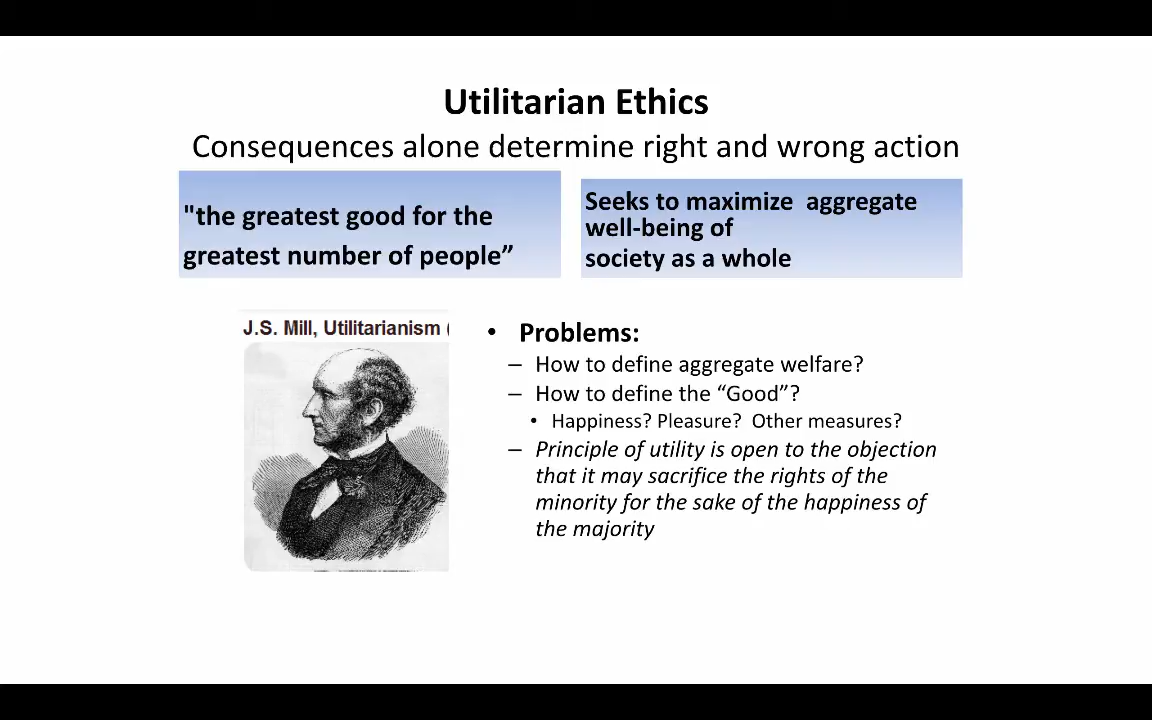 Utilitarian Ethics
Consequences alone determine right and wrong action
"the greatest good for the
greatest number of people”
Seeks to maximize  aggregate
well-being of
society as a whole
J.S. Mill, Utilitarianism (
• Problems:
– How to define aggregate welfare?
– How to define the “Good”?
• Happiness? Pleasure?  Other measures?
– Principle of utility is open to the objection
that it may sacrifice the rights of the
minority for the sake of the happiness of
the majority